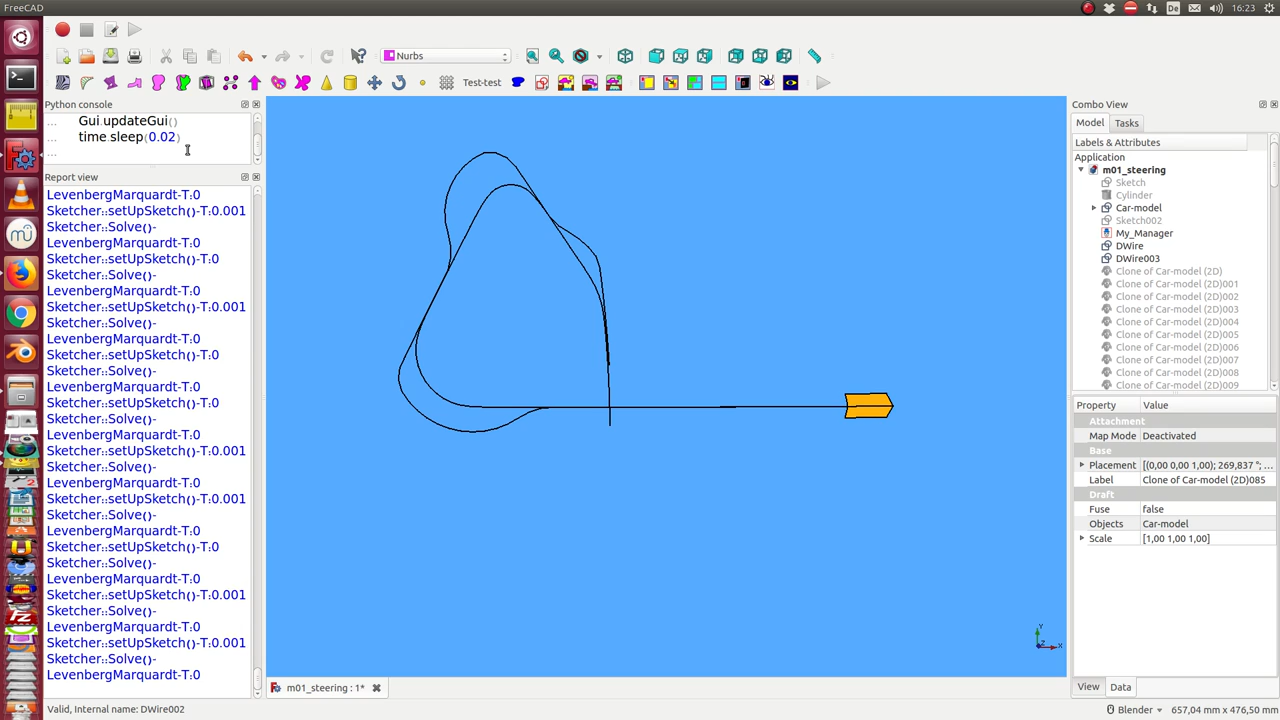 FreeCAD
De
16:23
Nurbs
Test-test
Python console
... Gui.updateGui()
... time.sleep(0.02)
...
Report view
LevenbergMarquardt-T:0
Sketcher::setUpSketch()-T:0.001
Sketcher::Solve()-
LevenbergMarquardt-T:0
Sketcher::setUpSketch()-T:0
Sketcher::Solve()-
LevenbergMarquardt-T:0
Sketcher::setUpSketch()-T:0.001
Sketcher::Solve()-
LevenbergMarquardt-T:0
Sketcher::setUpSketch()-T:0
Sketcher::Solve()-
LevenbergMarquardt-T:0
Sketcher::setUpSketch()-T:0
Sketcher::Solve()-
LevenbergMarquardt-T:0
Sketcher::setUpSketch()-T:0.001
Sketcher::Solve()-
LevenbergMarquardt-T:0
Sketcher::setUpSketch()-T:0.001
Sketcher::Solve()-
LevenbergMarquardt-T:0
Sketcher::setUpSketch()-T:0
Sketcher::Solve()-
LevenbergMarquardt-T:0
Sketcher::setUpSketch()-T:0.001
Sketcher::Solve()-
LevenbergMarquardt-T:0
Sketcher::setUpSketch()-T:0.001
Sketcher::Solve()-
LevenbergMarquardt-T:0
Y
Z
X
m01_steering : 1*
Combo View
Model
Tasks
Labels & Attributes
Application
m01_steering
Sketch
Cylinder
Car-model
Sketch002
My_Manager
DWire
DWire003
Clone of Car-model (2D)
Clone of Car-model (2D)001
Clone of Car-model (2D)002
Clone of Car-model (2D)003
Clone of Car-model (2D)004
Clone of Car-model (2D)005
Clone of Car-model (2D)006
Clone of Car-model (2D)007
Clone of Car-model (2D)008
Clone of Car-model (2D)009
Property Value
Attachment
Map Mode Deactivated
Base
Placement [(0,00 0,00 1,00); 269,837 °; ...
Label Clone of Car-model (2D)085
Draft
Fuse false
Objects Car-model
Scale [1,00 1,00 1,00]
View
Data
Valid, Internal name: DWire002
Blender
657,04 mm x 476,50 mm